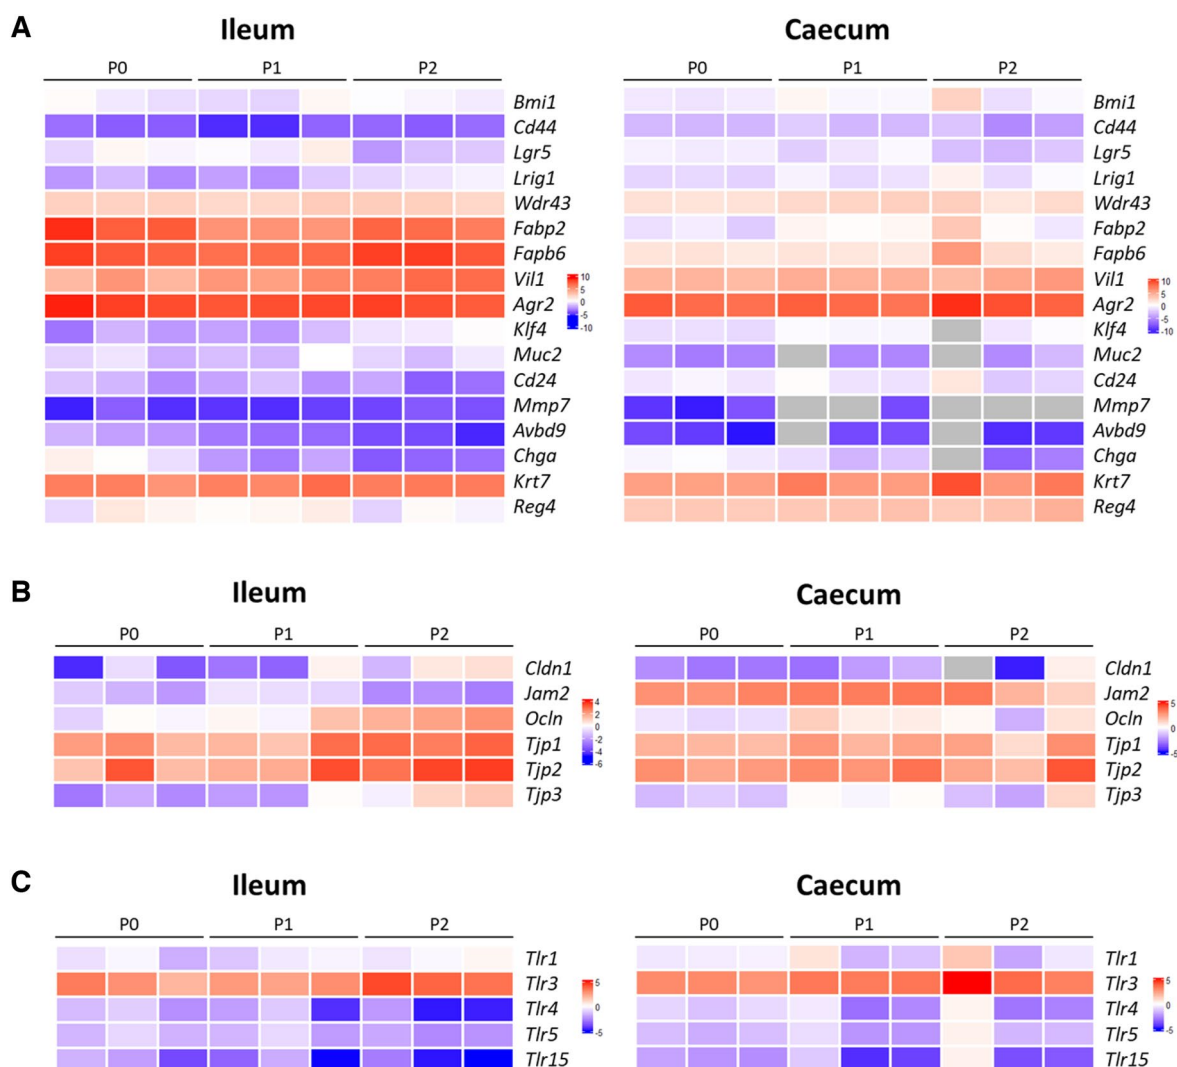 A
Ileum
Caecum
P0 P1 P2
P0 P1 P2
Bmi1 Bmi1
Cd44 Cd44
Lgr5 Lgr5
Lrig1 Lrig1
Wdr43 Wdr43
Fabp2 Fabp2
Fapb6 Fapb6
Vil1 Vil1
Agr2 Agr2
Klf4 Klf4
Muc2 Muc2
Cd24 Cd24
Mmp7 Mmp7
Avbd9 Avbd9
Chga Chga
Krt7 Krt7
Reg4 Reg4
10 10
5 5
0 0
-5 -5
-10 -10
B
Ileum
Caecum
P0 P1 P2
P0 P1 P2
Cldn1 Cldn1
Jam2 Jam2
Ocln Ocln
Tjp1 Tjp1
Tjp2 Tjp2
Tjp3 Tjp3
4 5
2 0
0 -5
-2
-4
-6
C
Ileum
Caecum
P0 P1 P2
P0 P1 P2
Tlr1 Tlr1
Tlr3 Tlr3
Tlr4 Tlr4
Tlr5 Tlr5
Tlr15 Tlr15
5 5
0 0
-5 -5